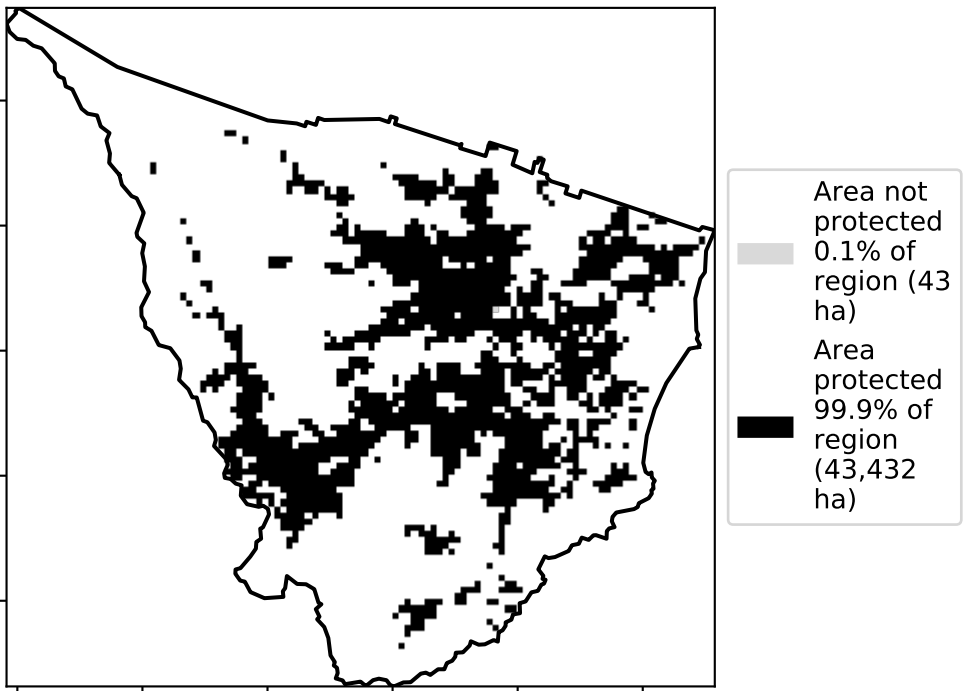 Area not
protected
0.1% of
region (43
ha)
Area
protected
99.9% of
region
(43,432
ha)